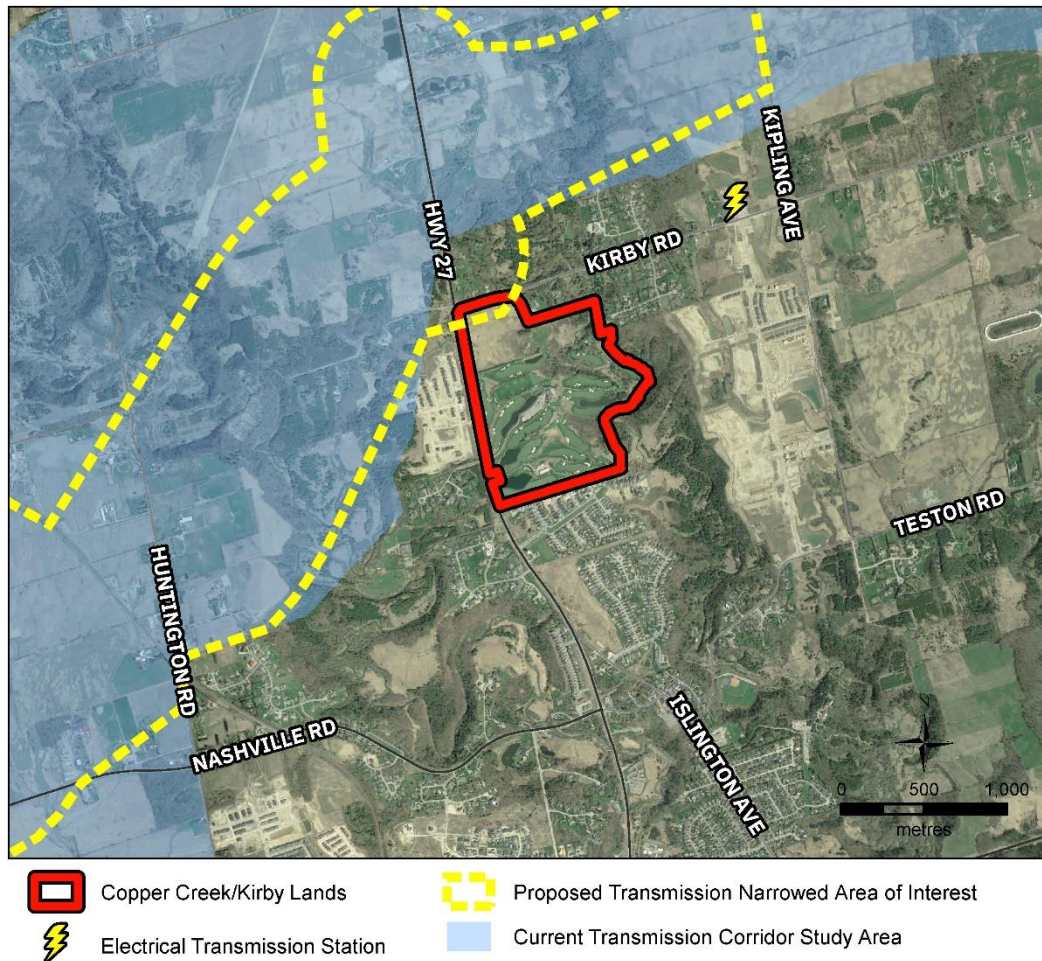 HWY 27
KIPLING AVE
KIRBY RD
TESTON RD
HUNTINGTON RD
NASHVILLE RD
ISLINGTON AVE
0 500 1,000
metres
Copper Creek/Kirby Lands
Proposed Transmission Narrowed Area of Interest
Electrical Transmission Station
Current Transmission Corridor Study Area